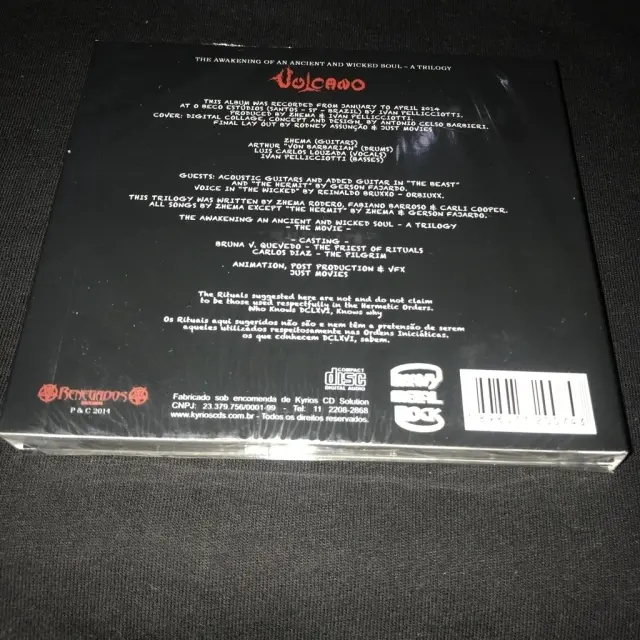 THE AWAKENING OF AN ANCIENT AND WICKED SOUL – A TRILOGY
VULCANO
THIS ALBUM WAS RECORDED FROM JANUARY TO APRIL 2014
AT O BECO ESTÚDIOS (SANTOS - SP - BRAZIL) BY IVAN PELLICCIOTTI.
PRODUCED BY ZHEMA & IVAN PELLICCIOTTI.
COVER: DIGITAL COLLAGE, CONCEPT AND DESIGN, BY ANTONIO CELSO BARBIERI.
FINAL LAY OUT BY RODNEY ASSUNÇÃO & JUST MOVIES
ZHEMA (GUITARS)
ARTHUR "VON BARBARIAN" (DRUMS)
LUIS CARLOS LOUZADA (VOCALS)
IVAN PELLICCIOTTI (BASSES)
GUESTS: ACOUSTIC GUITARS AND ADDED GUITAR IN "THE BEAST"
AND "THE HERMIT" BY GERSON FAJARDO.
VOICE IN "THE WICKED" BY REINALDO BRUXXO - ORBIUXX.
THIS TRILOGY WAS WRITTEN BY ZHEMA RODERO, FABIANO BARROSO & CARLI COOPER.
ALL SONGS BY ZHEMA EXCEPT "THE HERMIT" BY ZHEMA & GERSON FAJARDO.
THE AWAKENING AN ANCIENT AND WICKED SOUL - A TRILOGY
- THE MOVIE -
- CASTING -
BRUNA V. QUEVEDO - THE PRIEST OF RITUALS
CARLOS DIAZ - THE PILGRIM
ANIMATION, POST PRODUCTION & VFX
JUST MOVIES
The Rituals suggested here are not and do not claim
to be those used respectfully in the Hermetic Orders.
Who Knows DCLXVI, Knows why
Os Rituais aqui sugeridos não são e nem têm a pretensão de serem
aqueles utilizados respeitosamente nas Ordens Iniciáticas.
os que conhecem DCLXVI, sabem.
RENEGADOS
RECORDS
P & C 2014
Fabricado sob encomenda de Kyrios CD Solution
CNPJ: 23.379.756/0001-99 - Tel: 11 2208-2868
www.kyrioscds.com.br - Todos os direitos reservados.
COMPACT
disc
DIGITAL AUDIO
HEAVY
METAL
ROCK